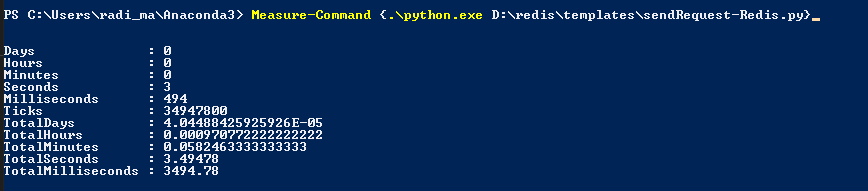 PS C:\Users\radi_ma\Anaconda3> Measure-Command {.\python.exe D:\redis\templates\sendRequest-Redis.py}_
Days : 0
Hours : 0
Minutes : 0
Seconds : 3
Milliseconds : 494
Ticks : 34947800
TotalDays : 4.04488425925926E-05
TotalHours : 0.000970772222222222
TotalMinutes : 0.0582463333333333
TotalSeconds : 3.49478
TotalMilliseconds : 3494.78